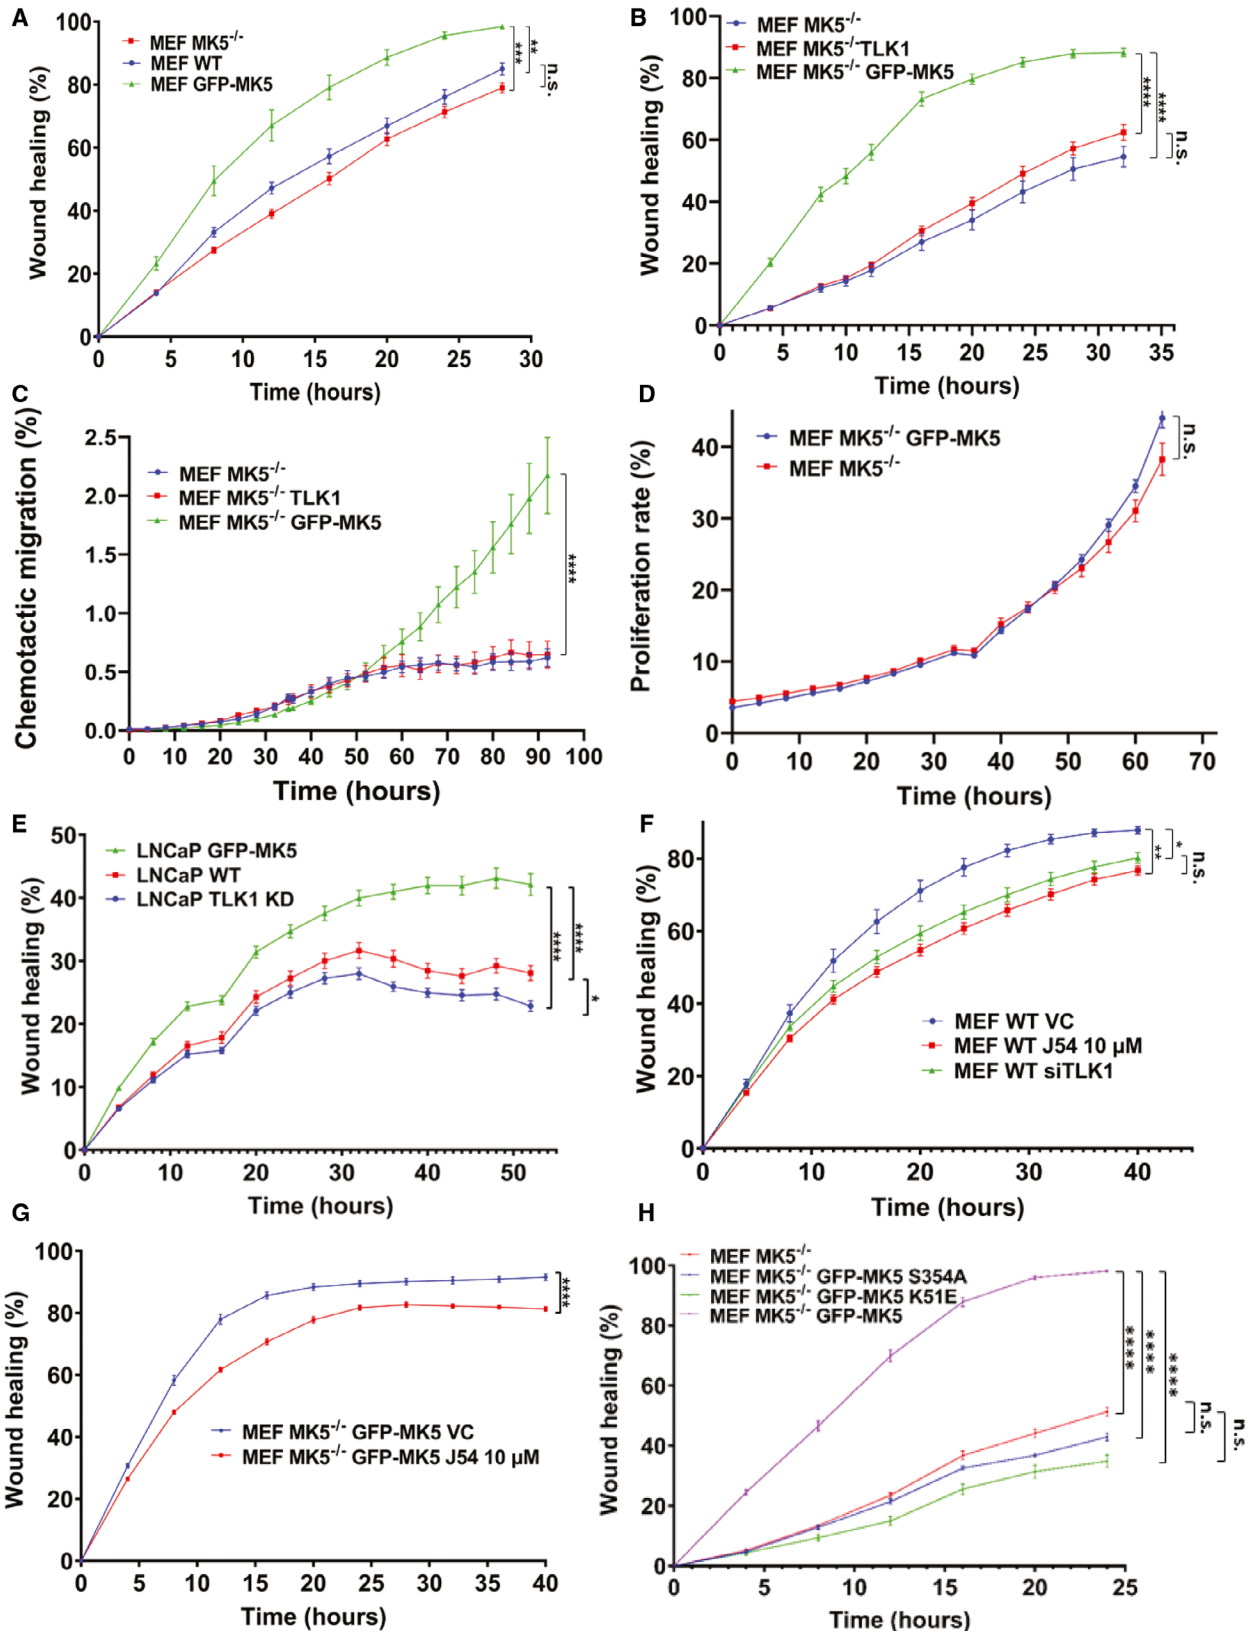 A
Wound healing (%)
100
80
60
40
20
0
MEF MK5-/-
MEF WT
MEF GFP-MK5
**
***
n.s.
0 5 10 15 20 25 30
Time (hours)
B
Wound healing (%)
100
80
60
40
20
0
MEF MK5-/-
MEF MK5-/-TLK1
MEF MK5-/- GFP-MK5
****
****
n.s.
0 5 10 15 20 25 30 35
Time (hours)
C
Chemotactic migration (%)
2.5
2.0
1.5
1.0
0.5
0.0
MEF MK5-/-
MEF MK5-/- TLK1
MEF MK5-/- GFP-MK5
****
0 10 20 30 40 50 60 70 80 90 100
Time (hours)
D
Proliferation rate (%)
40
30
20
10
0
MEF MK5-/- GFP-MK5
MEF MK5-/-
n.s.
0 10 20 30 40 50 60 70
Time (hours)
E
Wound healing (%)
50
40
30
20
10
0
LNCaP GFP-MK5
LNCaP WT
LNCaP TLK1 KD
****
****
*
0 10 20 30 40 50
Time (hours)
F
Wound healing (%)
80
60
40
20
0
*
**
n.s.
MEF WT VC
MEF WT J54 10 µM
MEF WT siTLK1
0 10 20 30 40
Time (hours)
G
Wound healing (%)
100
80
60
40
20
0
****
MEF MK5-/- GFP-MK5 VC
MEF MK5-/- GFP-MK5 J54 10 µM
0 5 10 15 20 25 30 35 40
Time (hours)
H
Wound healing (%)
100
80
60
40
20
0
MEF MK5-/-
MEF MK5-/- GFP-MK5 S354A
MEF MK5-/- GFP-MK5 K51E
MEF MK5-/- GFP-MK5
****
****
****
n.s.
n.s.
0 5 10 15 20 25
Time (hours)